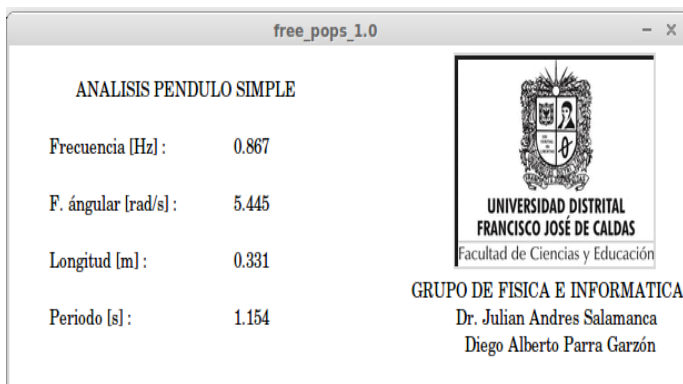 free_pops_1.0
ANALISIS PENDULO SIMPLE
Frecuencia [Hz] : 0.867
F. ángular [rad/s] : 5.445
Longitud [m] : 0.331
Periodo [s] : 1.154
UNIVERSIDAD DISTRITAL
FRANCISCO JOSÉ DE CALDAS
Facultad de Ciencias y Educación
GRUPO DE FISICA E INFORMATICA
Dr. Julian Andres Salamanca
Diego Alberto Parra Garzón